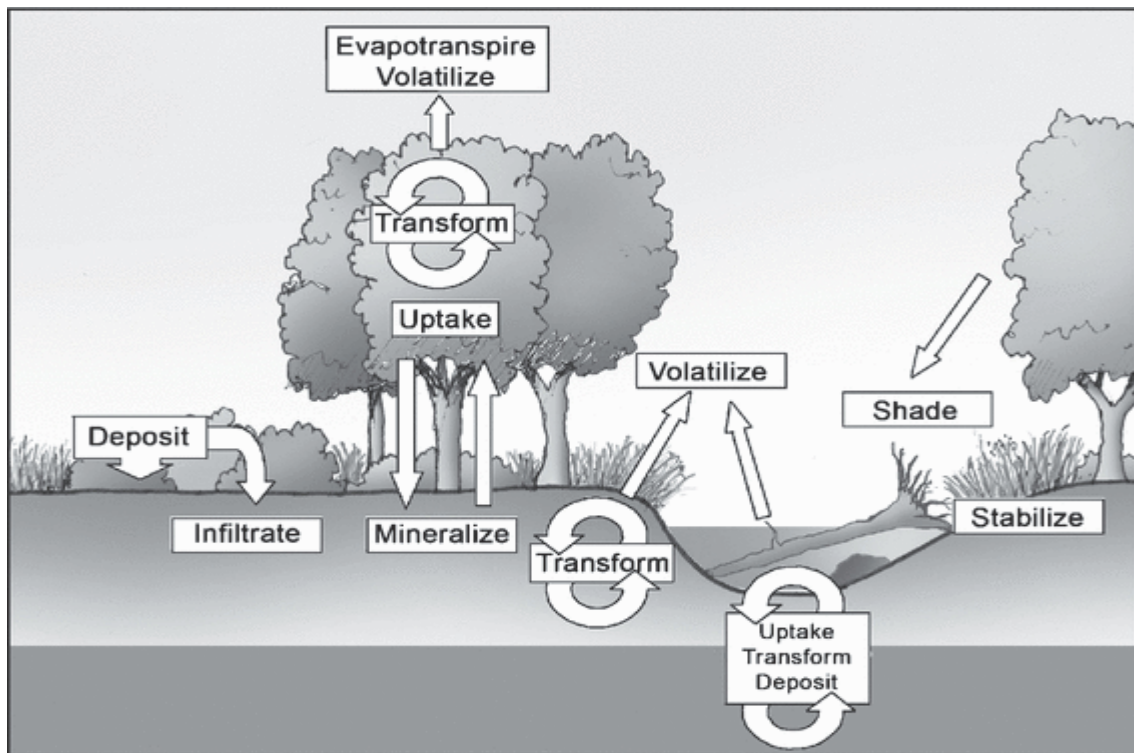 Evapotranspire
Volatilize
Transform
Uptake
Volatilize
Shade
Deposit
Infiltrate
Mineralize
Stabilize
Transform
Uptake
Transform
Deposit